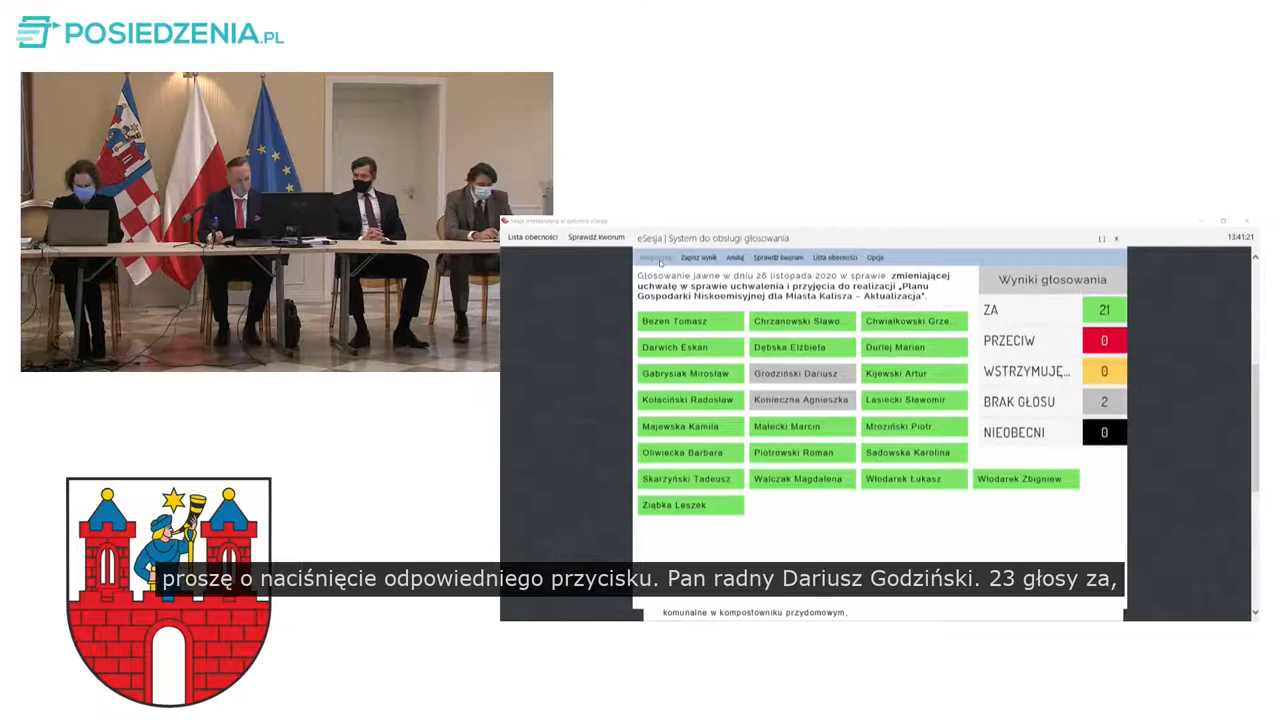 POSIEDZENIA.PL
Sesja interaktywna w systemie eSesja
Lista obecności Sprawdź kworum eSesja | System do obsługi głosowania [ ] x 13:41:21
Zapisz wynik Anuluj Sprawdź kworum Lista obecności Opcje
Głosowanie jawne w dniu 26 listopada 2020 w sprawie. zmieniającej
uchwałę w sprawie uchwalenia i przyjęcia do realizacji „Planu
Gospodarki Niskoemisyjnej dla Miasta Kalisza – Aktualizacja”.
Wyniki głosowania
ZA 21
PRZECIW 0
WSTRZYMUJĘ... 0
BRAK GŁOSU 2
NIEOBECNI 0
Bezen Tomasz Chrzanowski Sławo... Chwiałkowski Grze...
Darwich Eskan Dębska Elżbieta Durlej Marian
Gabrysiak Mirosław Grodziński Dariusz Kijewski Artur
Kołaciński Radosław Konieczna Agnieszka Lasiecki Sławomir
Majewska Kamila Małecki Marcin Mroziński Piotr
Oliwiecka Barbara Piotrowski Roman Sadowska Karolina
Skarżyński Tadeusz Walczak Magdalena Włodarek Łukasz Włodarek Zbigniew
Ziąbka Leszek
proszę o naciśnięcie odpowiedniego przycisku. Pan radny Dariusz Godziński. 23 głosy za,
komunalne w kompostowniku przydomowym,